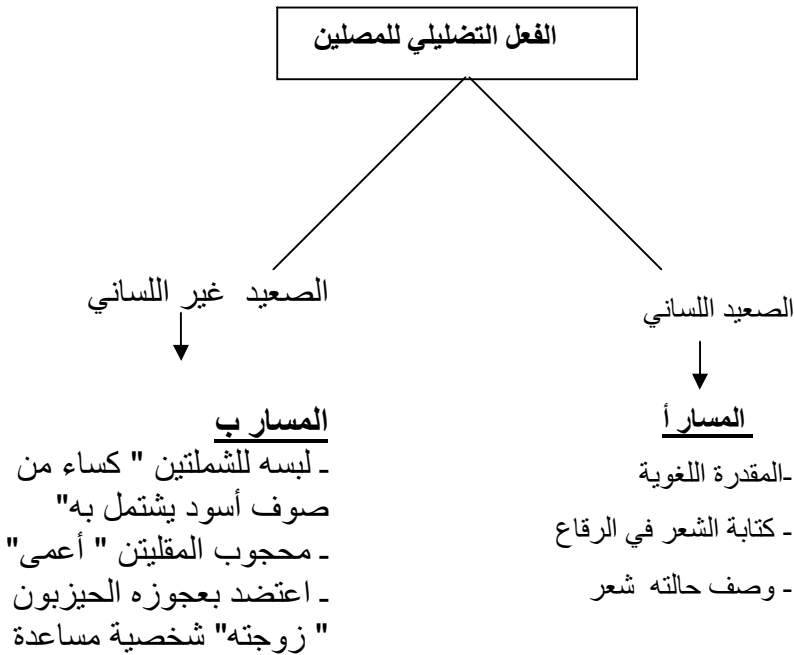 الفعل التضليلي للمصلين
الصعيد اللساني
المسار أ
-المقدرة اللغوية
- كتابة الشعر في الرقاع
- وصف حالته شعر
الصعيد غير اللساني
المسار ب
ـ لبسه للشملتين " كساء من
صوف أسود يشتمل به"
ـ محجوب المقليتن " أعمى"
ـ اعتضد بعجوزه الحيزبون
" زوجته" شخصية مساعدة